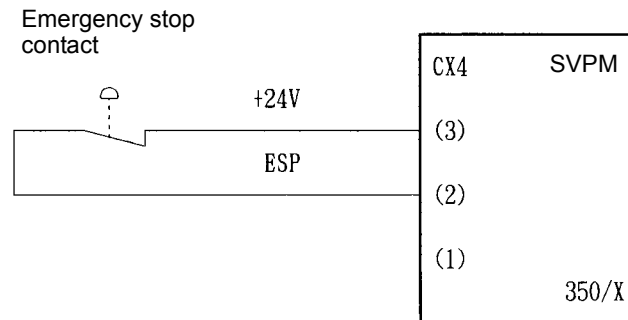 Emergency stop
contact
CX4 SVPM
+24V
(3)
ESP
(2)
(1)
350/X